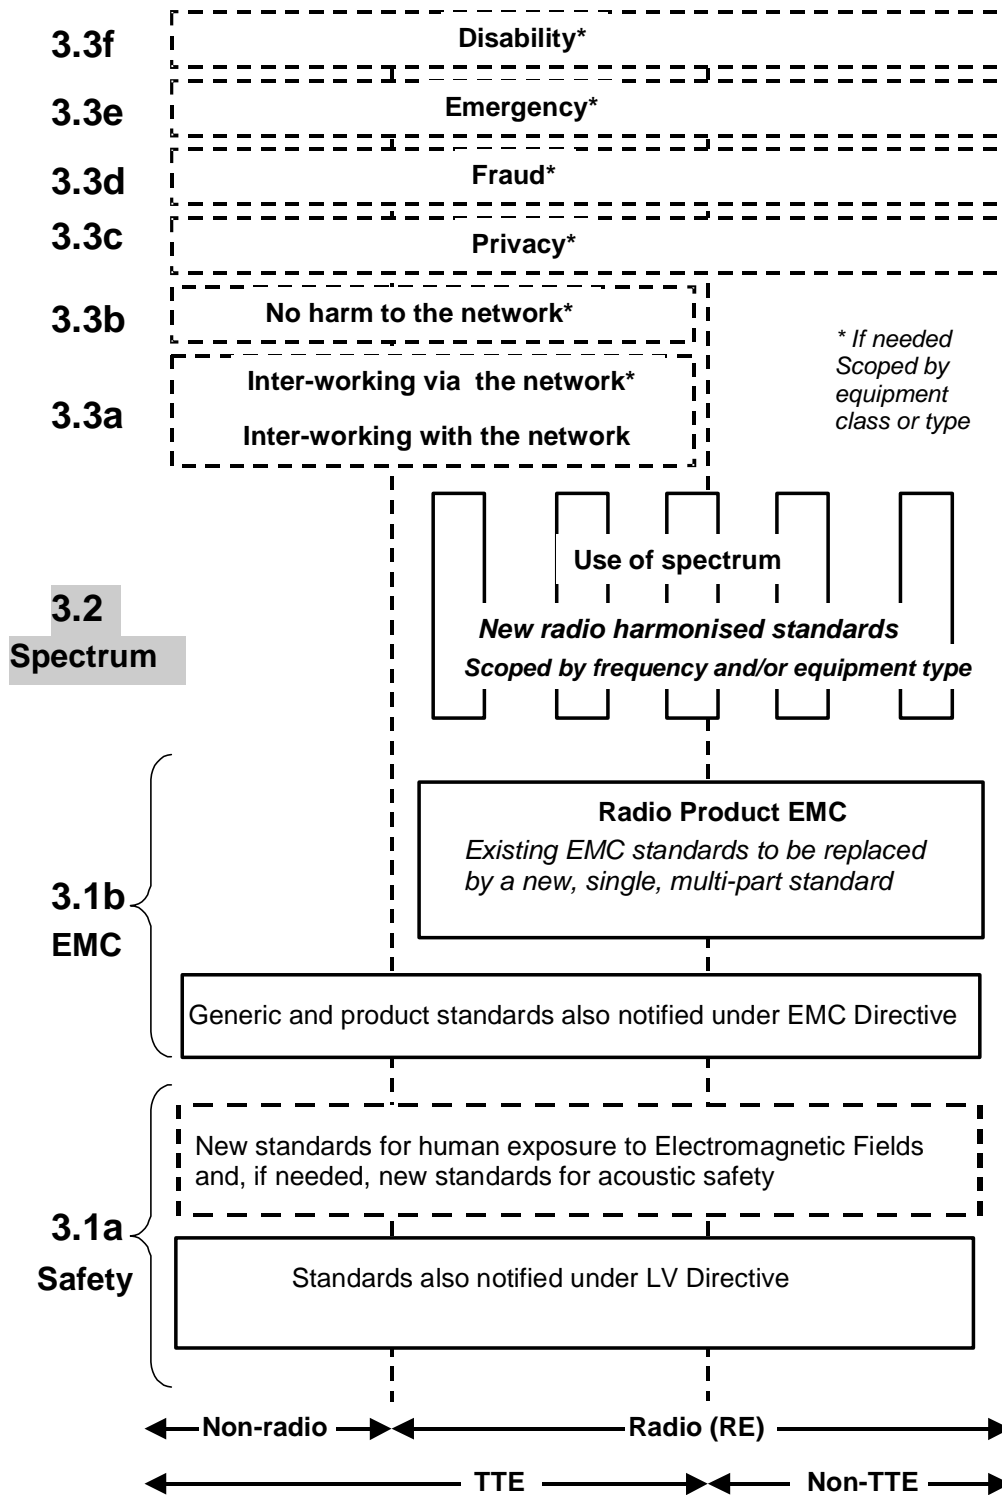 3.3f
Disability*
3.3e
Emergency*
3.3d
Fraud*
3.3c
Privacy*
3.3b
No harm to the network*
* If needed
Scoped by
equipment
class or type
3.3a
Inter-working via the network*
Inter-working with the network
3.2
Spectrum
Use of spectrum
New radio harmonised standards
Scoped by frequency and/or equipment type
3.1b
EMC
Radio Product EMC
Existing EMC standards to be replaced
by a new, single, multi-part standard
Generic and product standards also notified under EMC Directive
3.1a
Safety
New standards for human exposure to Electromagnetic Fields
and, if needed, new standards for acoustic safety
Standards also notified under LV Directive
Non-radio
Radio (RE)
TTE
Non-TTE